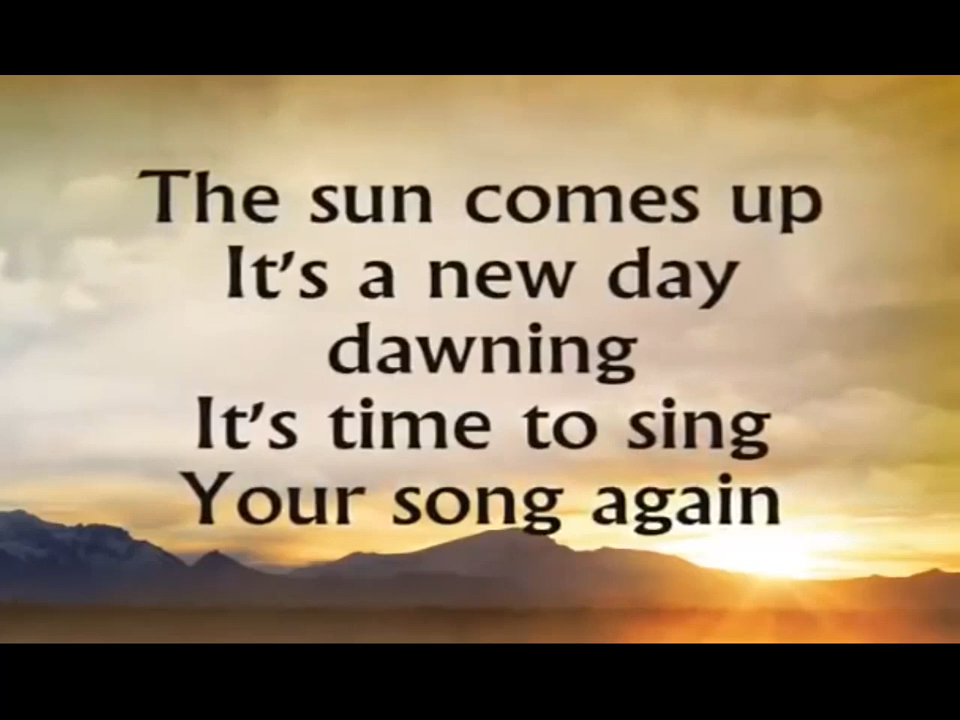 The sun comes up
It's a new day
dawning
It's time to sing
Your song again